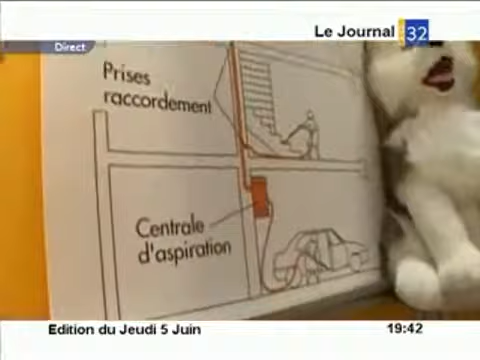 Le Journal 32
Direct
Prises
raccordement
Centrale
d'aspiration
Edition du Jeudi 5 Juin
19:42